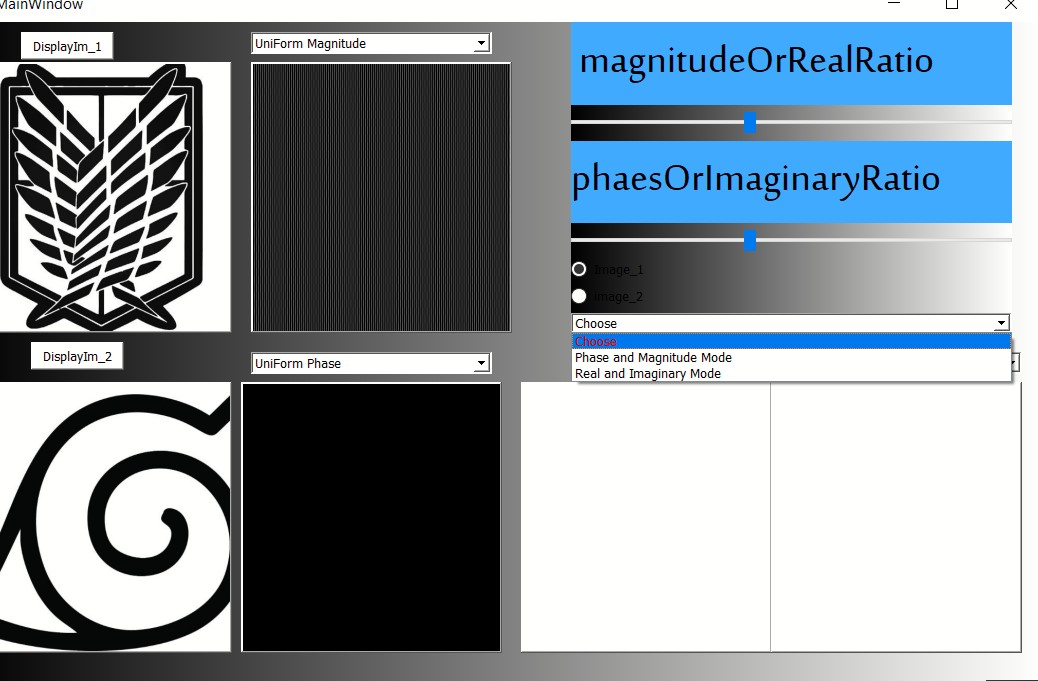 MainWindow
DisplayIm_1
UniForm Magnitude
magnitudeOrRealRatio
phaesOrImaginaryRatio
Image_1
Image_2
Choose
Choose
Phase and Magnitude Mode
Real and Imaginary Mode
DisplayIm_2
UniForm Phase